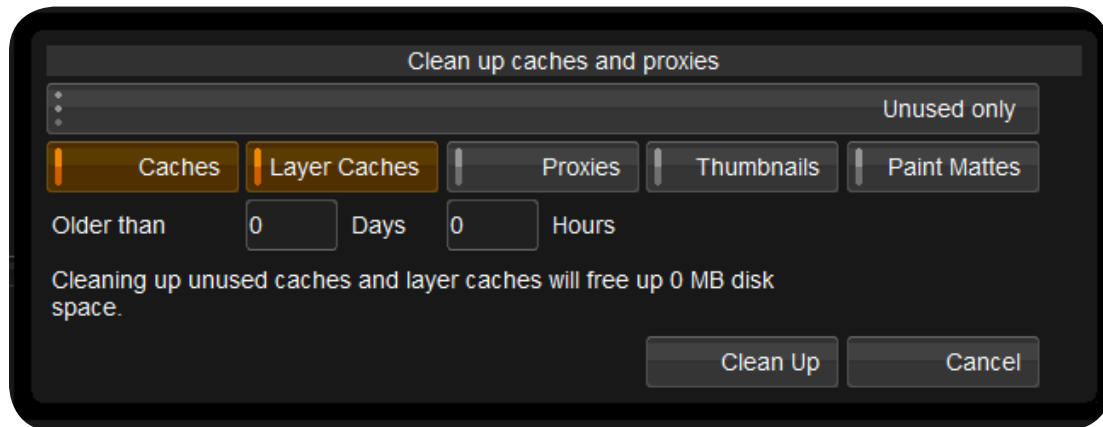 Clean up caches and proxies
Unused only
Caches Layer Caches Proxies Thumbnails Paint Mattes
Older than 0 Days 0 Hours
Cleaning up unused caches and layer caches will free up 0 MB disk
space.
Clean Up Cancel